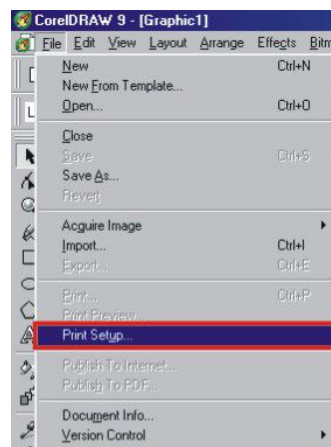 CorelDRAW 9 - [Graphic1]
File Edit View Layout Arrange Effects Bitm
New Ctrl+N
New From Template...
Open... Ctrl+O
Close
Save Ctrl+S
Save As...
Revert
Acquire Image
Import... Ctrl+I
Export... Ctrl+E
Print... Ctrl+P
Print Preview...
Print Setup...
Publish To Internet...
Publish To PDF...
Document Info...
Version Control